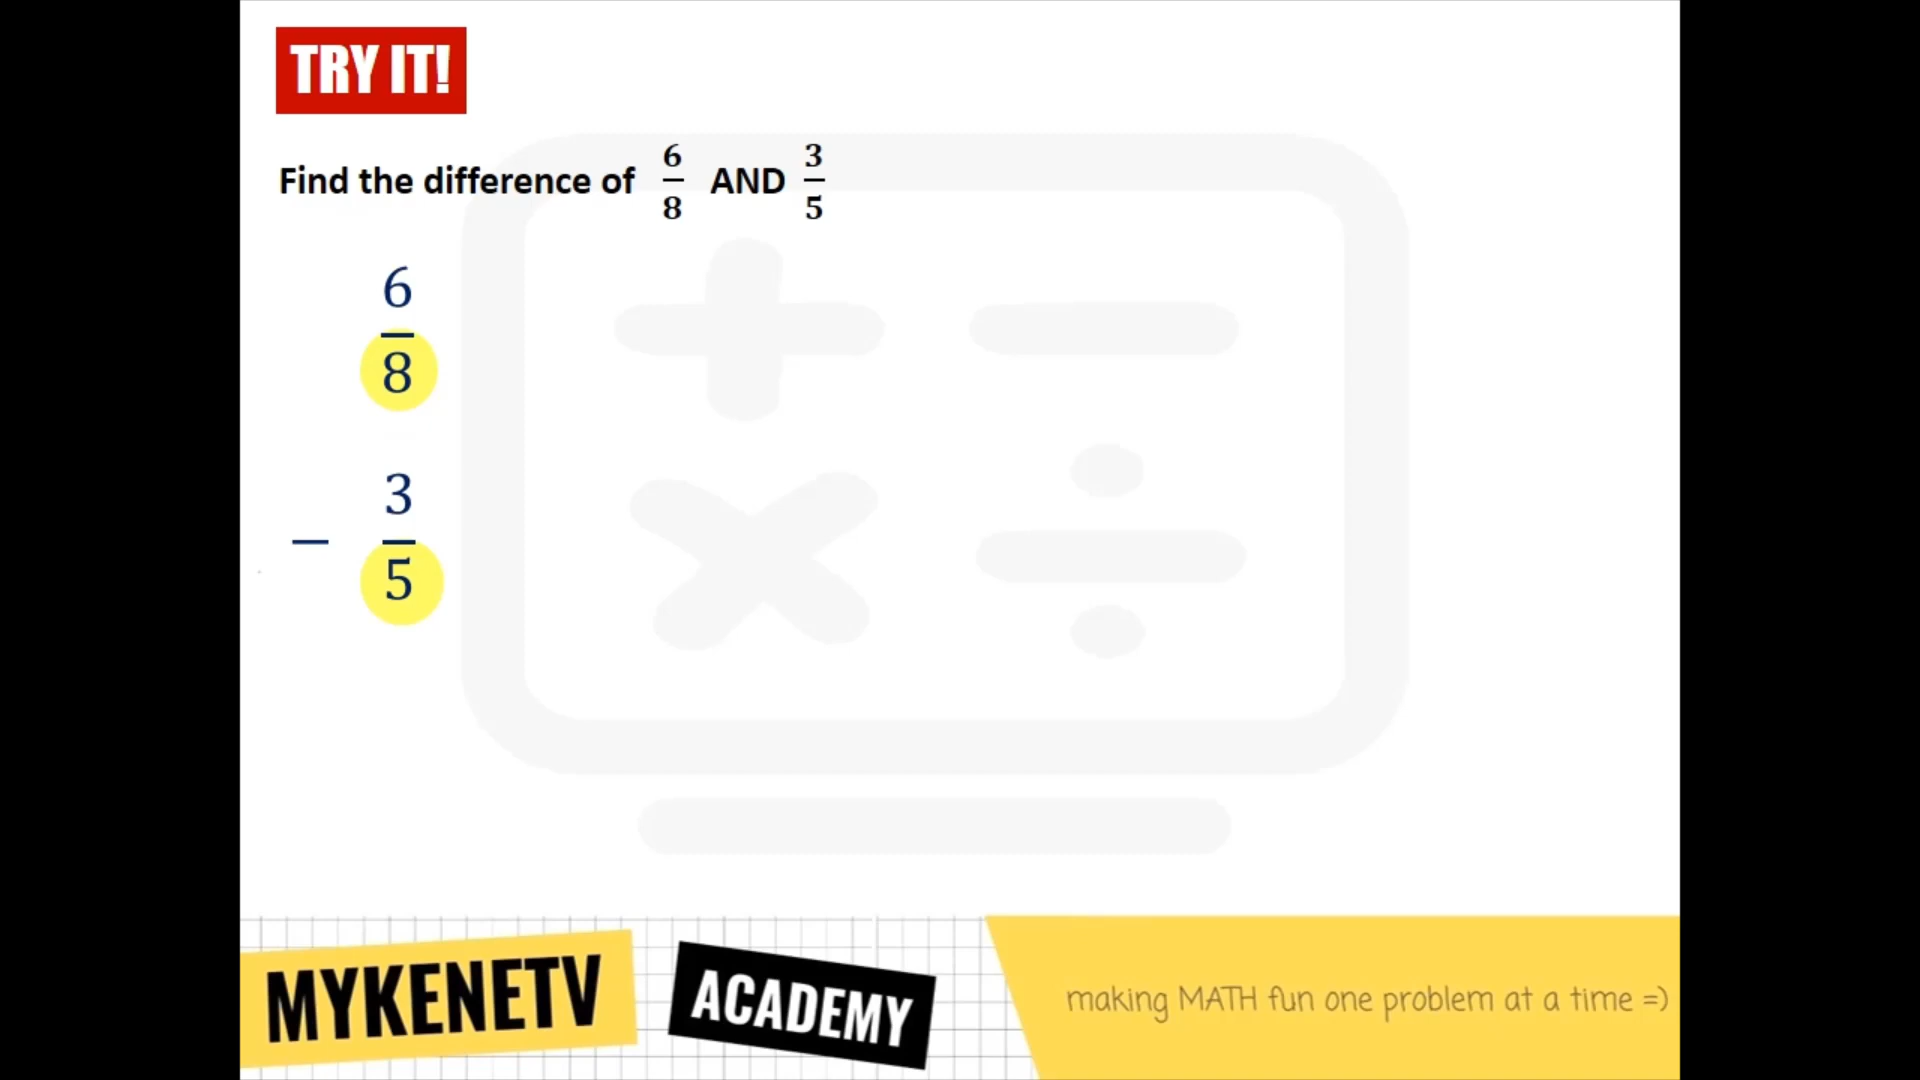 TRY IT!
Find the difference of 6/8 AND 3/5
6/8
− 3/5
MYKENETV ACADEMY
making MATH fun one problem at a time =)